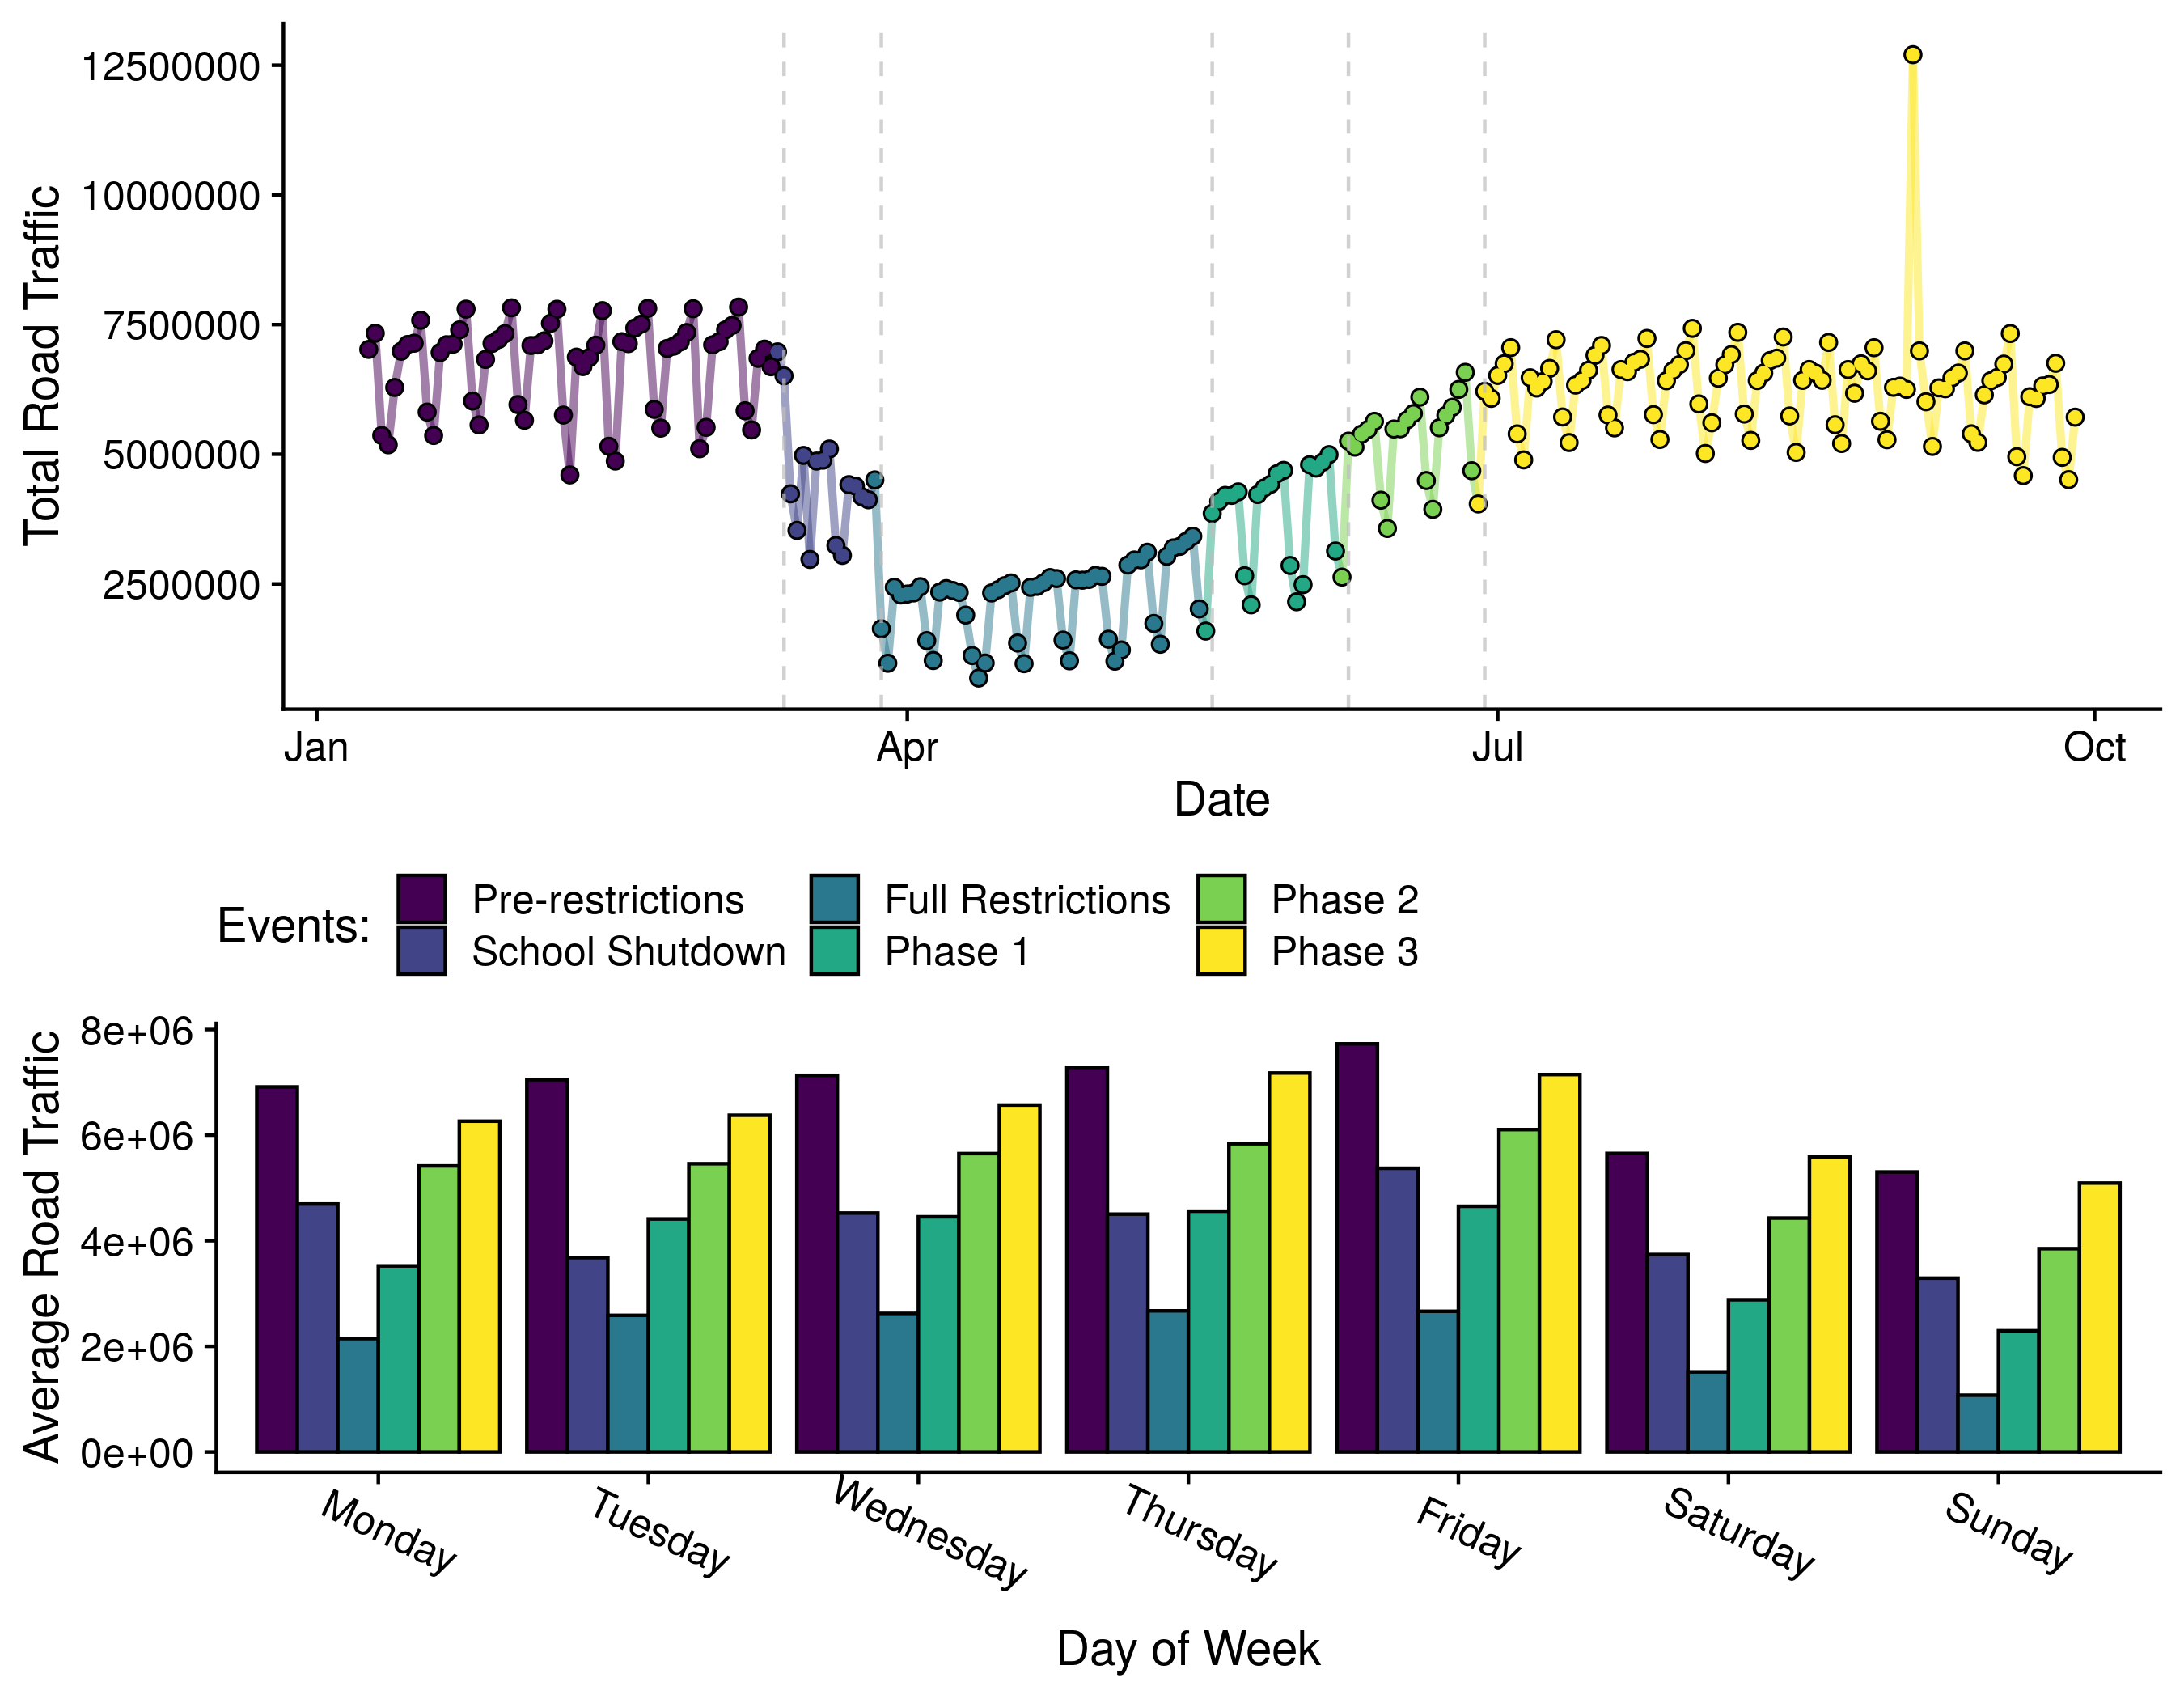 Total Road Traffic
12500000
10000000
7500000
5000000
2500000
Jan Apr Jul Oct
Date
Events:
Pre-restrictions Full Restrictions Phase 2
School Shutdown Phase 1 Phase 3
Average Road Traffic
8e+06
6e+06
4e+06
2e+06
0e+00
Monday Tuesday Wednesday Thursday Friday Saturday Sunday
Day of Week